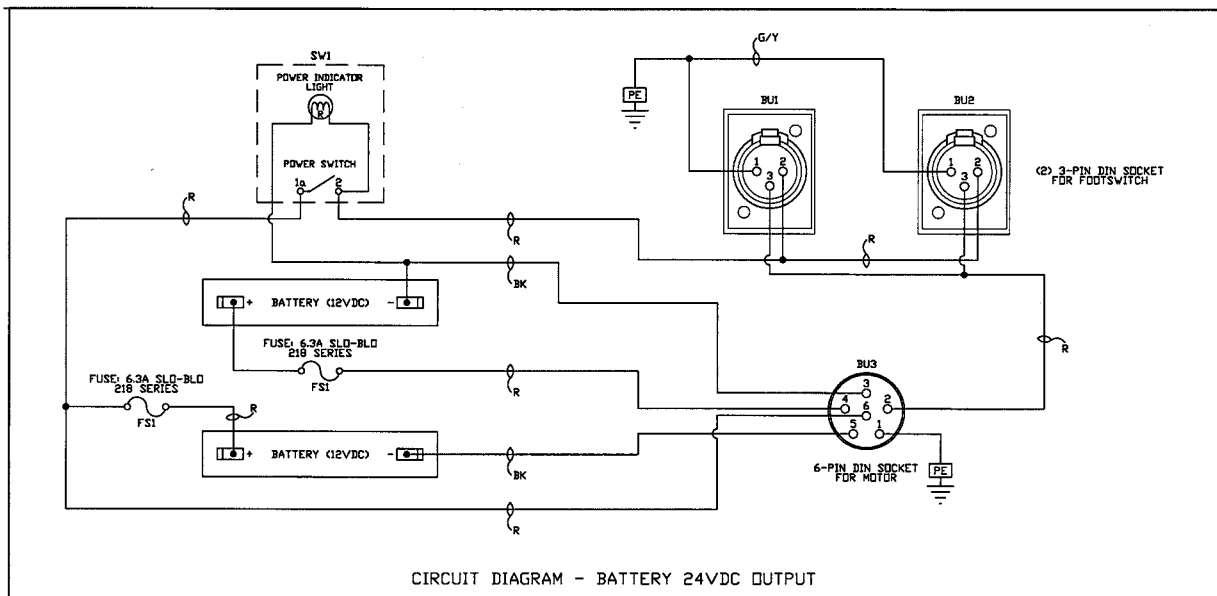 G/Y
SW1
POWER INDICATOR
LIGHT
R
PE
BU1
BU2
POWER SWITCH
1a
2
1
2
3
1
2
3
(2) 3-PIN DIN SOCKET
FOR FOOTSWITCH
R
R
R
BK
+ BATTERY (12VDC) -
FUSE: 6.3A SLO-BLO
218 SERIES
FS1
R
R
BU3
FUSE: 6.3A SLO-BLO
218 SERIES
FS1
R
3
4
6
2
5
1
+ BATTERY (12VDC) -
BK
6-PIN DIN SOCKET
FOR MOTOR
PE
R
CIRCUIT DIAGRAM - BATTERY 24VDC OUTPUT